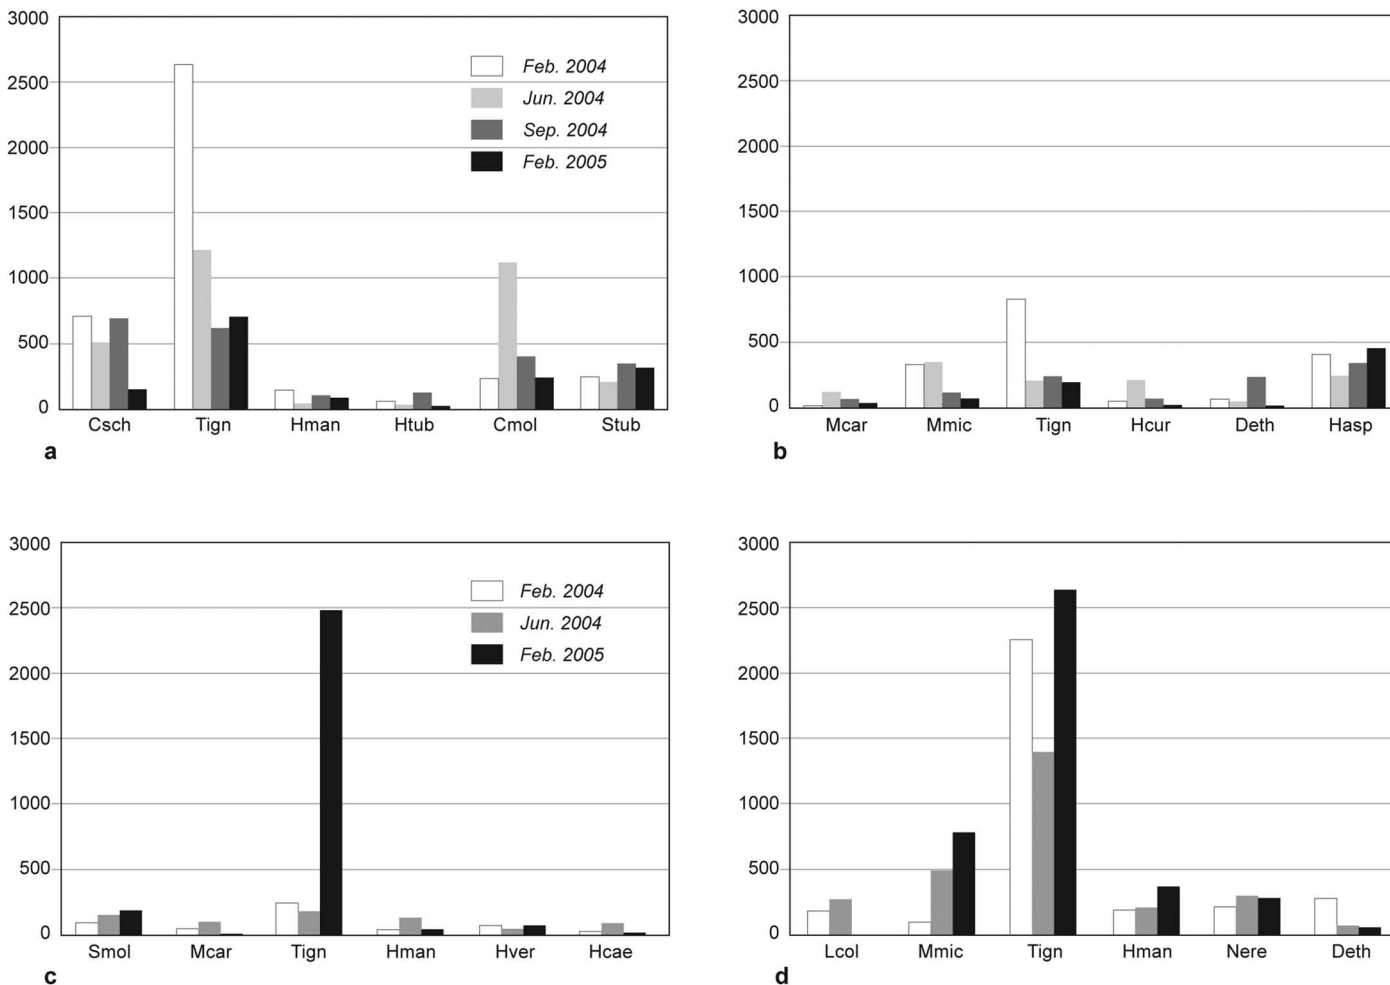 3000
2500
2000
1500
1000
500
0
Feb. 2004
Jun. 2004
Sep. 2004
Feb. 2005
Csch Tign Hman Htub Cmol Stub
a
3000
2500
2000
1500
1000
500
0
Mcar Mmic Tign Hcur Deth Hasp
b
3000
2500
2000
1500
1000
500
0
Feb. 2004
Jun. 2004
Feb. 2005
Smol Mcar Tign Hman Hver Hcae
c
3000
2500
2000
1500
1000
500
0
Lcol Mmic Tign Hman Nere Deth
d